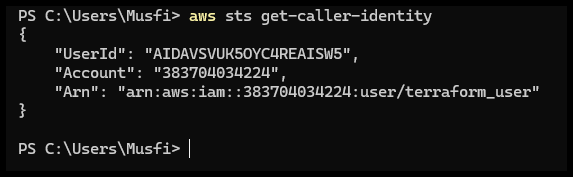 PS C:\Users\Musfi> aws sts get-caller-identity
{
    "UserId": "AIDAVSVUK5OYC4REAISW5",
    "Account": "383704034224",
    "Arn": "arn:aws:iam::383704034224:user/terraform_user"
}
PS C:\Users\Musfi>